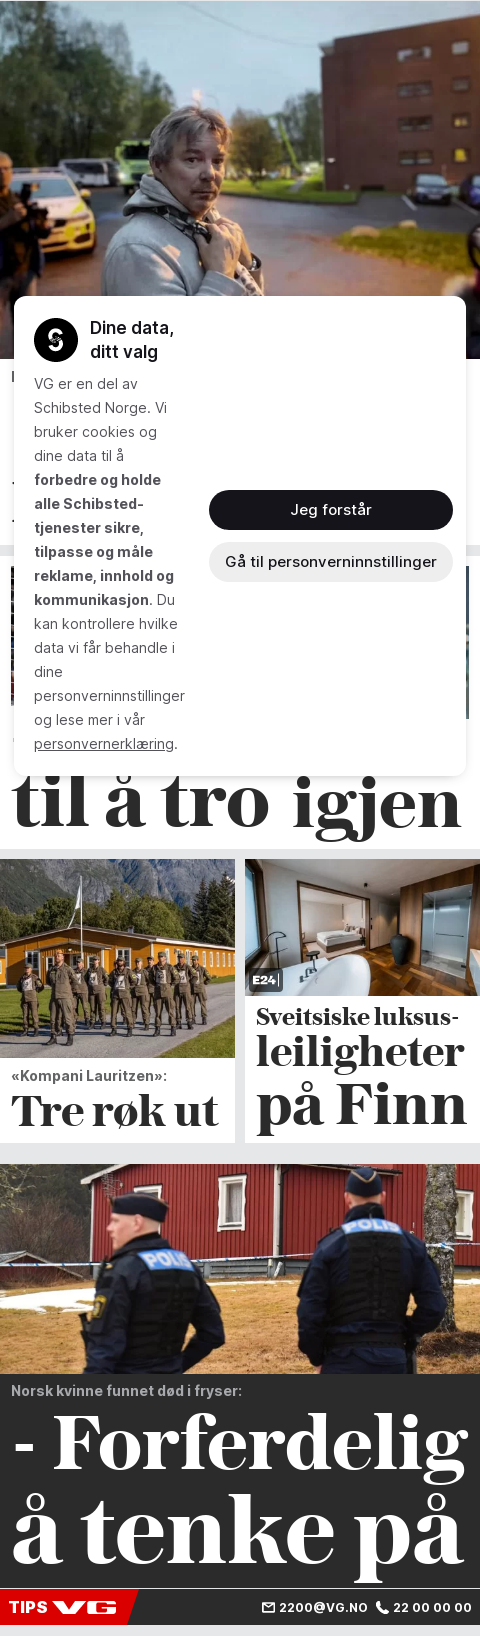 Dine data,
ditt valg
VG er en del av
Schibsted Norge. Vi
bruker cookies og
dine data til å
forbedre og holde
alle Schibsted-
tjenester sikre,
tilpasse og måle
reklame, innhold og
kommunikasjon. Du
kan kontrollere hvilke
data vi får behandle i
dine
personverninnstillinger
og lese mer i vår
personvernerklæring.
Jeg forstår
Gå til personverninnstillinger
til å tro igjen
«Kompani Lauritzen»:
Tre røk ut
E24
Sveitsiske luksus-
leiligheter
på Finn
POLIS
POLIS
Norsk kvinne funnet død i fryser:
- Forferdelig
å tenke på
TIPS VG
2200@VG.NO 22 00 00 00